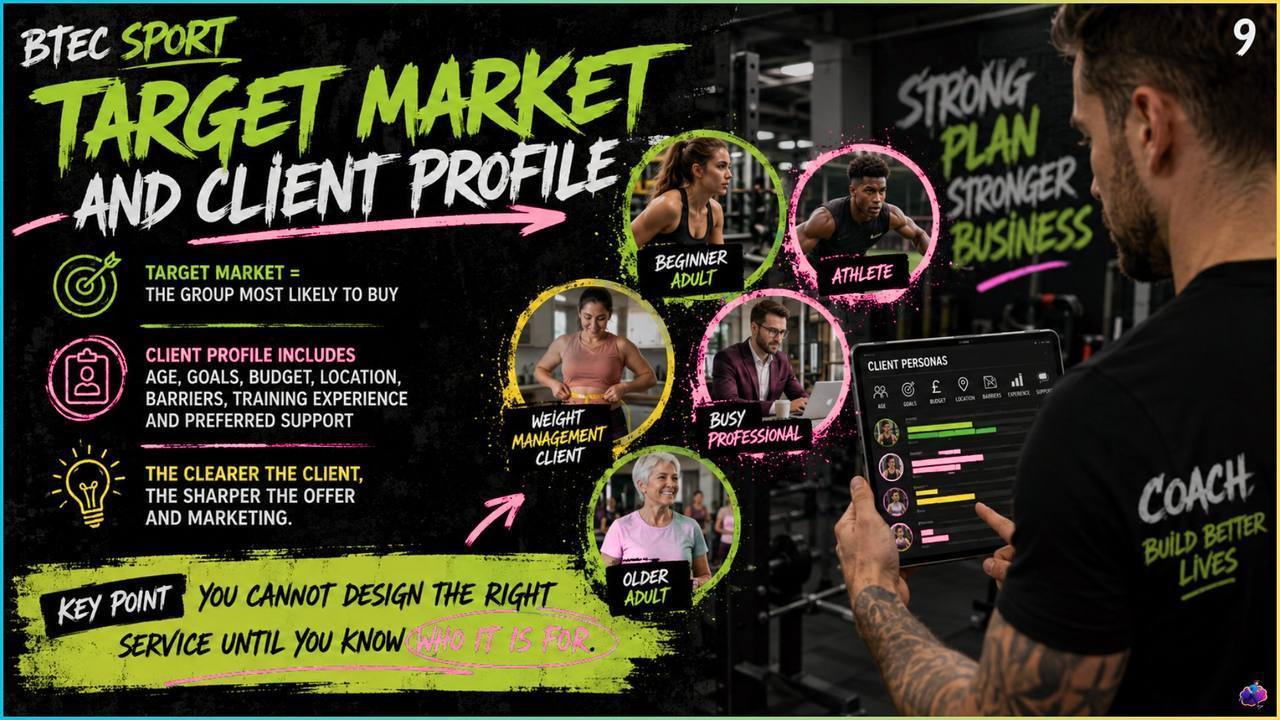 BTEC SPORT
TARGET MARKET
AND CLIENT PROFILE
TARGET MARKET =
THE GROUP MOST LIKELY TO BUY
CLIENT PROFILE INCLUDES
AGE, GOALS, BUDGET, LOCATION,
BARRIERS, TRAINING EXPERIENCE
AND PREFERRED SUPPORT
THE CLEARER THE CLIENT,
THE SHARPER THE OFFER
AND MARKETING.
KEY POINT YOU CANNOT DESIGN THE RIGHT
SERVICE UNTIL YOU KNOW WHO IT IS FOR.
BEGINNER
ADULT
ATHLETE
WEIGHT
MANAGEMENT
CLIENT
BUSY
PROFESSIONAL
OLDER
ADULT
STRONG
PLAN
STRONGER
BUSINESS
9
CLIENT PERSONAS
AGE GOALS BUDGET LOCATION BARRIERS EXPERIENCE
COACH
BUILD BETTER
LIVES